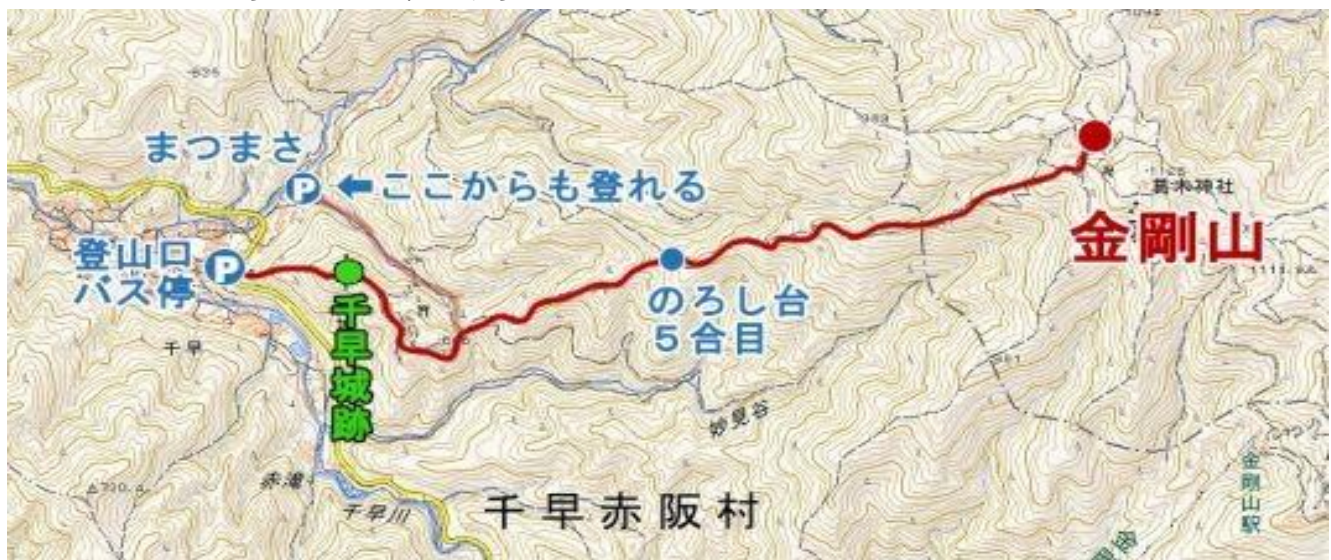 まつまさ
P
←ここからも登れる
登山口
バス停
P
千早城跡
のろし台
5合目
金剛山
葛木神社
千早
妙見谷
赤滝
千早川
千早赤阪村
金剛山駅